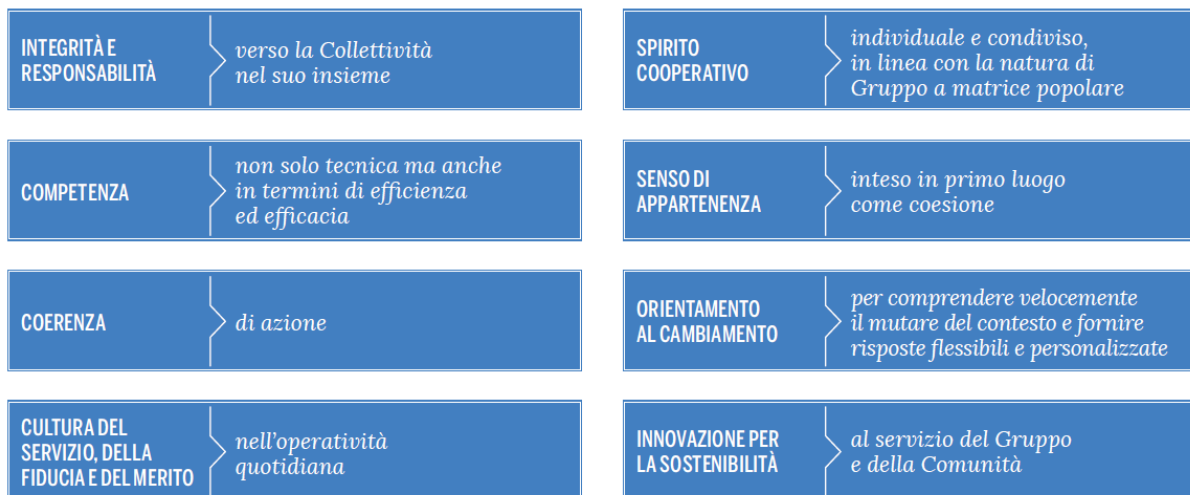 INTEGRITÀ E
RESPONSABILITÀ
verso la Collettività
nel suo insieme
SPIRITO
COOPERATIVO
individuale e condiviso,
in linea con la natura di
Gruppo a matrice popolare
COMPETENZA
non solo tecnica ma anche
in termini di efficienza
ed efficacia
SENSO DI
APPARTENENZA
inteso in primo luogo
come coesione
COERENZA
di azione
ORIENTAMENTO
AL CAMBIAMENTO
per comprendere velocemente
il mutare del contesto e fornire
risposte flessibili e personalizzate
CULTURA DEL
SERVIZIO, DELLA
FIDUCIA E DEL MERITO
nell’operatività
quotidiana
INNOVAZIONE PER
LA SOSTENIBILITÀ
al servizio del Gruppo
e della Comunità